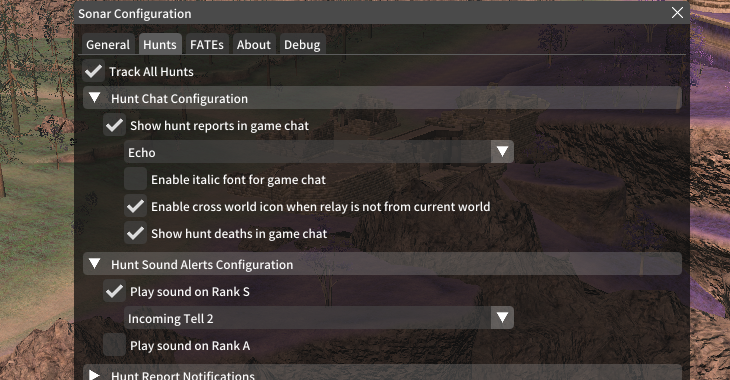 Sonar Configuration
General Hunts FATEs About Debug
Track All Hunts
Hunt Chat Configuration
Show hunt reports in game chat
Echo
Enable italic font for game chat
Enable cross world icon when relay is not from current world
Show hunt deaths in game chat
Hunt Sound Alerts Configuration
Play sound on Rank S
Incoming Tell 2
Play sound on Rank A
Hunt Report Notifications